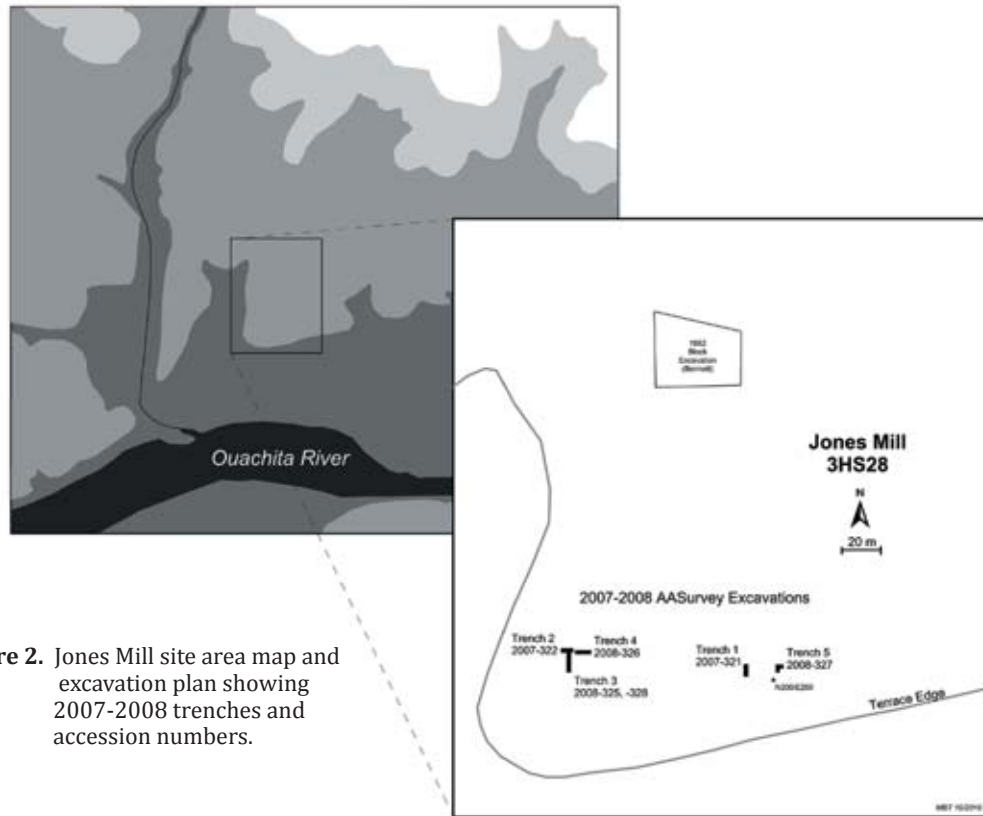 Ouachita River
Block
Excavation
Jones Mill
3HS28
N
20 m
2007-2008 AASurvey Excavations
Trench 2
2007-322
Trench 4
2008-326
Trench 3
2008-325, -328
Trench 1
2007-321
Trench 5
2008-327
Terrace Edge
re 2. Jones Mill site area map and
excavation plan showing
2007-2008 trenches and
accession numbers.